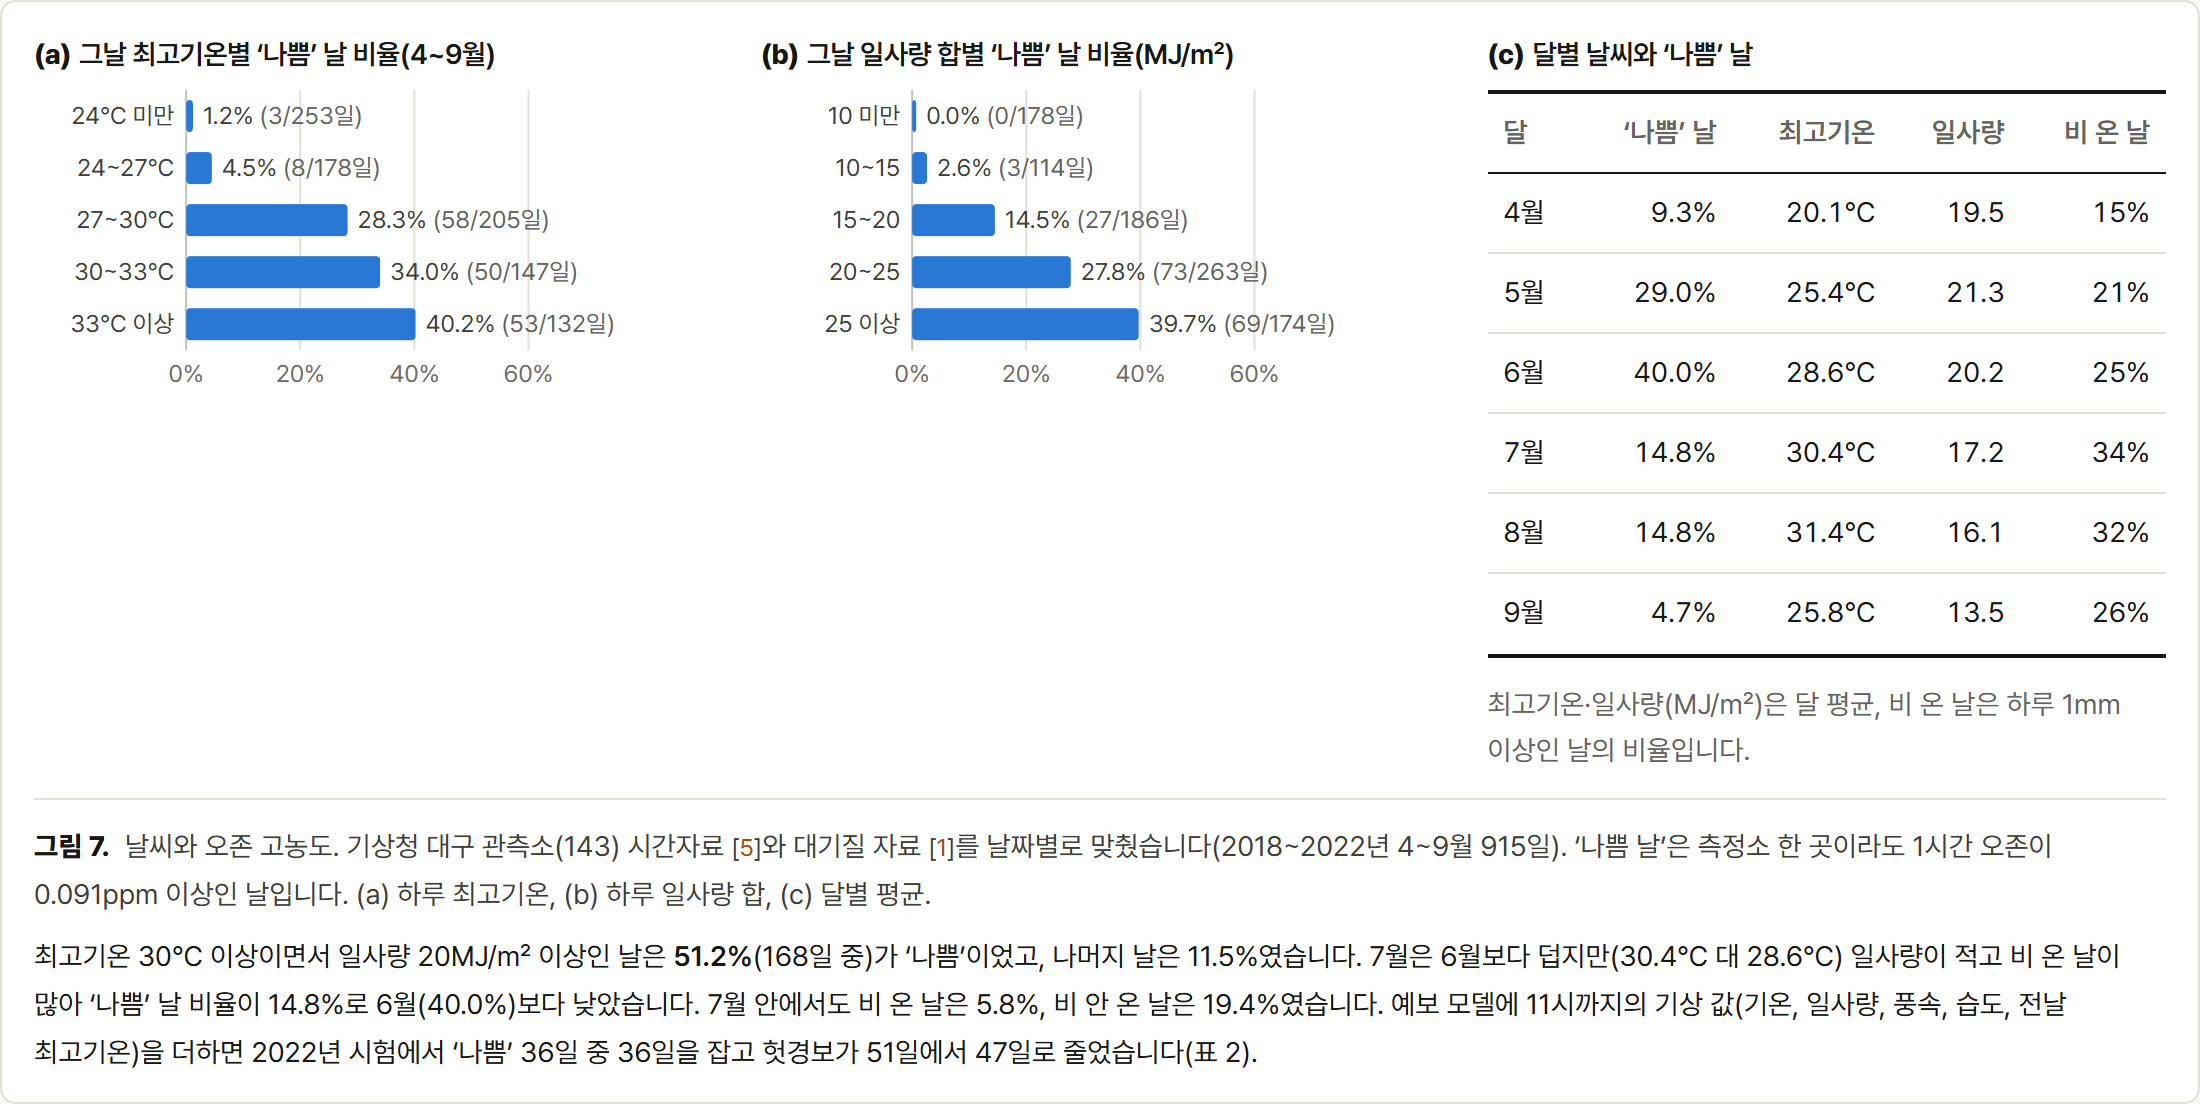 (a) 그날 최고기온별 ‘나쁨’ 날 비율(4~9월)
24°C 미만 1.2% (3/253일)
24~27°C 4.5% (8/178일)
27~30°C 28.3% (58/205일)
30~33°C 34.0% (50/147일)
33°C 이상 40.2% (53/132일)
0% 20% 40% 60%
(b) 그날 일사량 합별 ‘나쁨’ 날 비율(MJ/m²)
10 미만 0.0% (0/178일)
10~15 2.6% (3/114일)
15~20 14.5% (27/186일)
20~25 27.8% (73/263일)
25 이상 39.7% (69/174일)
0% 20% 40% 60%
(c) 달별 날씨와 ‘나쁨’ 날
달 ‘나쁨’ 날 최고기온 일사량 비 온 날
4월 9.3% 20.1°C 19.5 15%
5월 29.0% 25.4°C 21.3 21%
6월 40.0% 28.6°C 20.2 25%
7월 14.8% 30.4°C 17.2 34%
8월 14.8% 31.4°C 16.1 32%
9월 4.7% 25.8°C 13.5 26%
최고기온·일사량(MJ/m²)은 달 평균, 비 온 날은 하루 1mm
이상인 날의 비율입니다.
그림 7. 날씨와 오존 고농도. 기상청 대구 관측소(143) 시간자료 [5]와 대기질 자료 [1]를 날짜별로 맞췄습니다(2018~2022년 4~9월 915일). ‘나쁨 날’은 측정소 한 곳이라도 1시간 오존이
0.091ppm 이상인 날입니다. (a) 하루 최고기온, (b) 하루 일사량 합, (c) 달별 평균.
최고기온 30°C 이상이면서 일사량 20MJ/m² 이상인 날은 51.2%(168일 중)가 ‘나쁨’이었고, 나머지 날은 11.5%였습니다. 7월은 6월보다 덥지만(30.4°C 대 28.6°C) 일사량이 적고 비 온 날이
많아 ‘나쁨’ 날 비율이 14.8%로 6월(40.0%)보다 낮았습니다. 7월 안에서도 비 온 날은 5.8%, 비 안 온 날은 19.4%였습니다. 예보 모델에 11시까지의 기상 값(기온, 일사량, 풍속, 습도, 전날
최고기온)을 더하면 2022년 시험에서 ‘나쁨’ 36일 중 36일을 잡고 헛경보가 51일에서 47일로 줄었습니다(표 2).